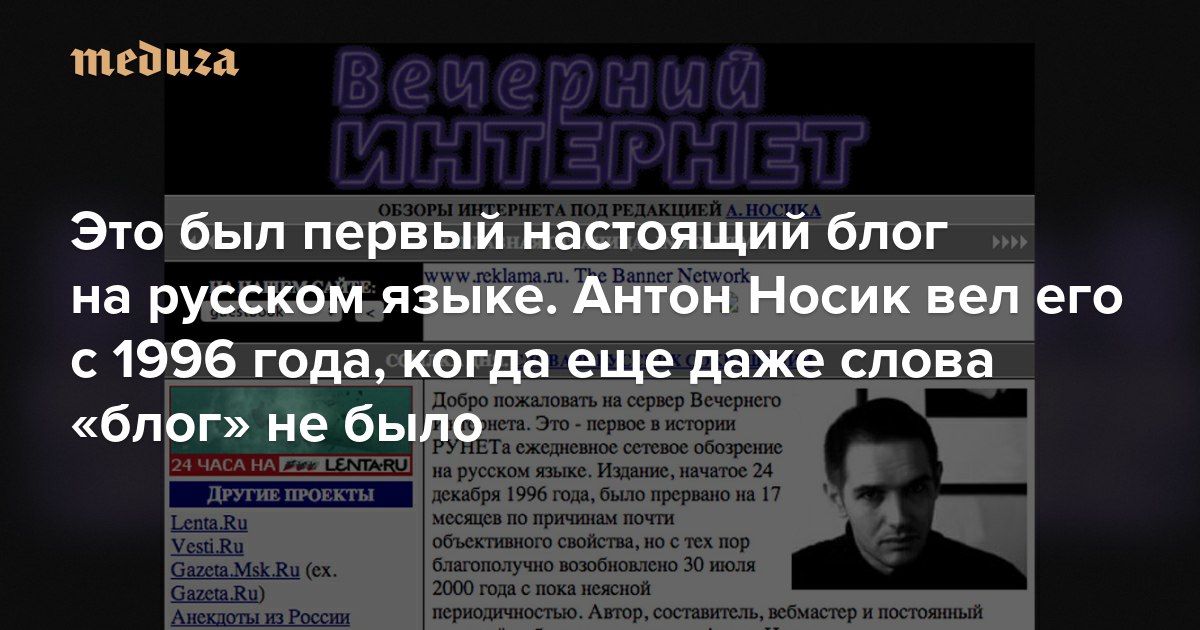 meduza
Вечерний
ИНТЕРНЕТ
ОБЗОРЫ ИНТЕРНЕТА ПОД РЕДАКЦИЕЙ А. НОСИКА
Это был первый настоящий блог
на русском языке. Антон Носик вел его
с 1996 года, когда еще даже слова
«блог» не было
www.reklama.ru. The Banner Network
НА НАШЕМ САЙТЕ:
guestbook
<
24 ЧАСА НА LENTA.RU
ДРУГИЕ ПРОЕКТЫ
Lenta.Ru
Vesti.Ru
Gazeta.Msk.Ru (ex.
Gazeta.Ru)
Анекдоты из России
Добро пожаловать на сервер Вечернего
Интернета. Это - первое в истории
РУНЕТа ежедневное сетевое обозрение
на русском языке. Издание, начатое 24
декабря 1996 года, было прервано на 17
месяцев по причинам почти
объективного свойства, но с тех пор
благополучно возобновлено 30 июля
2000 года с пока неясной
периодичностью. Автор, составитель, вебмастер и постоянный